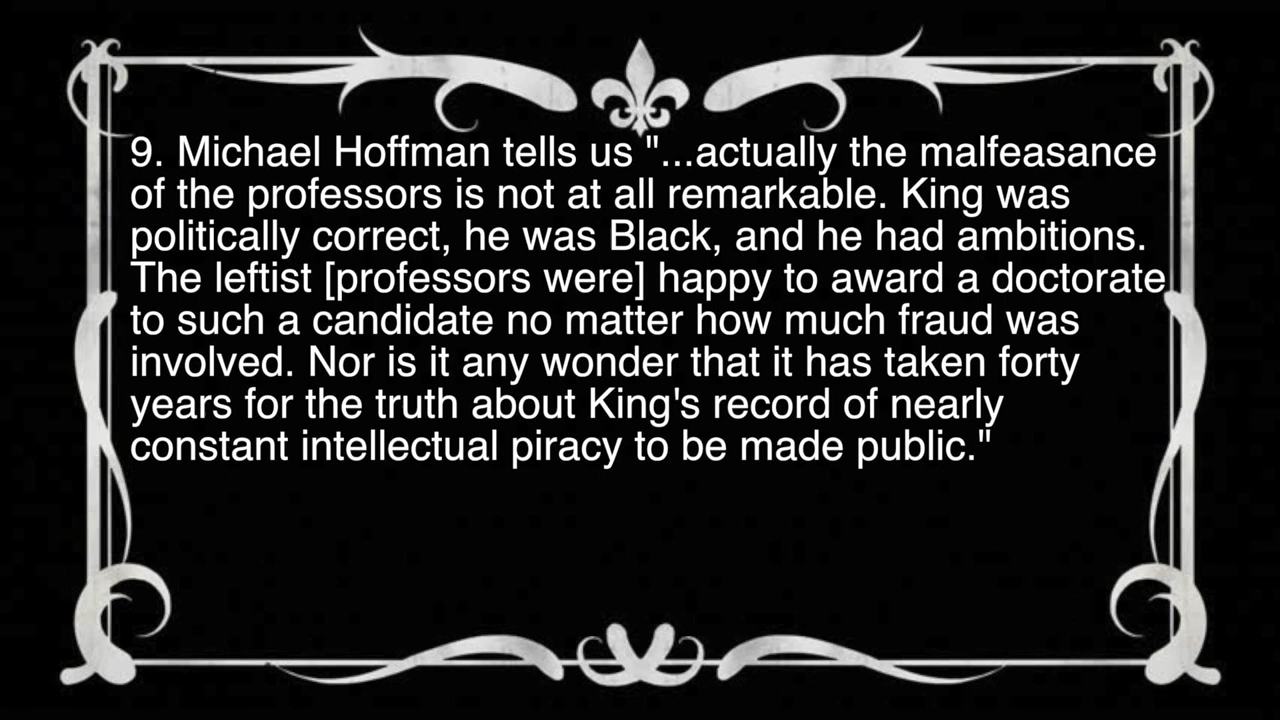 9. Michael Hoffman tells us "...actually the malfeasance
of the professors is not at all remarkable. King was
politically correct, he was Black, and he had ambitions.
The leftist [professors were] happy to award a doctorate
to such a candidate no matter how much fraud was
involved. Nor is it any wonder that it has taken forty
years for the truth about King's record of nearly
constant intellectual piracy to be made public."